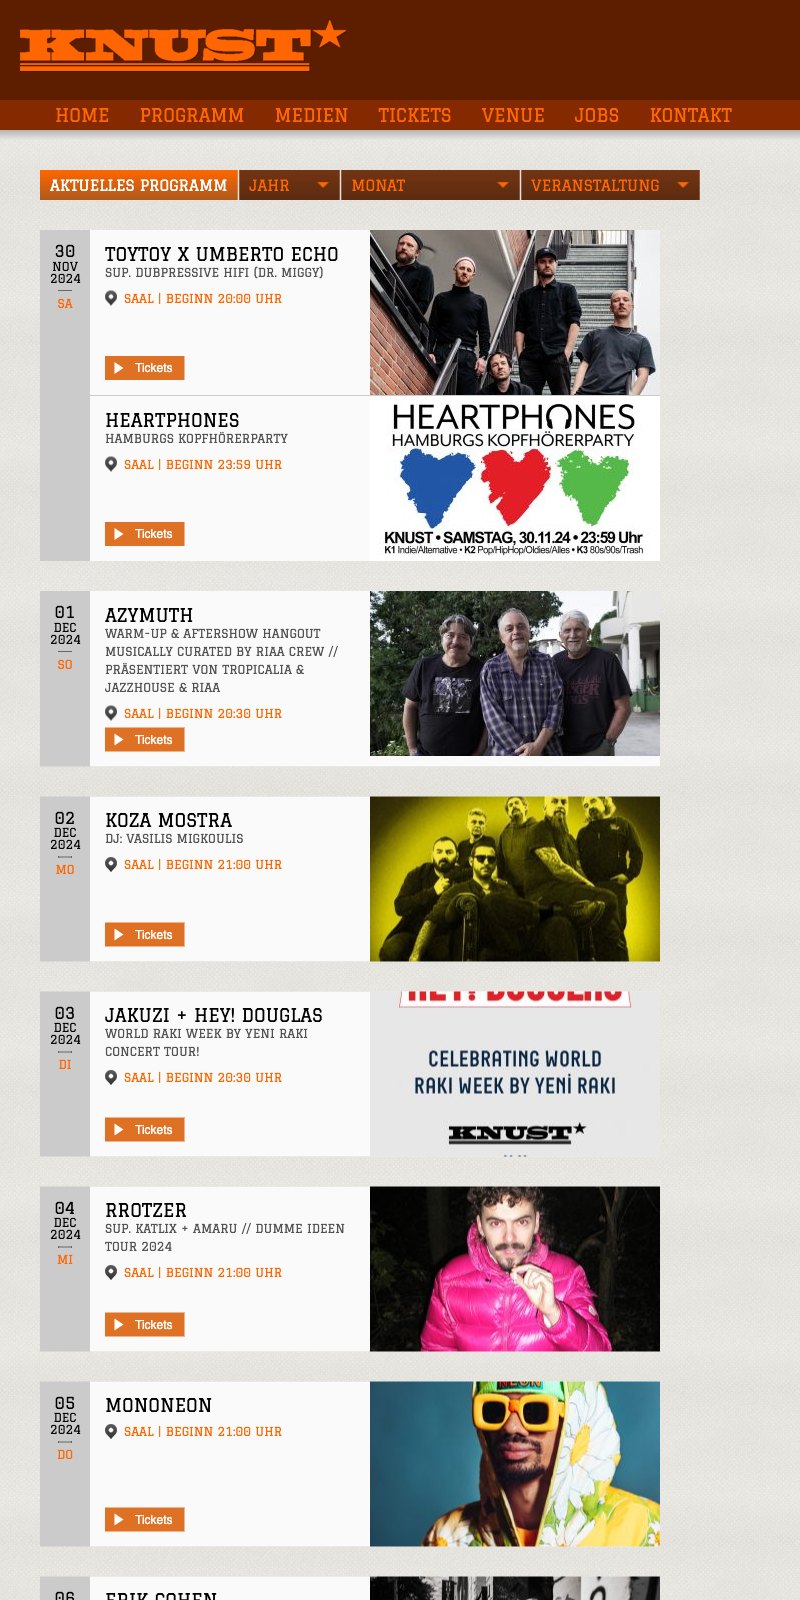 KNUST
HOME PROGRAMM MEDIEN TICKETS VENUE JOBS KONTAKT
AKTUELLES PROGRAMM JAHR MONAT VERANSTALTUNG
30
NOV
2024
SA
TOYTOY X UMBERTO ECHO
SUP. DUBPRESSIVE HIFI (DR. MIGGY)
SAAL | BEGINN 20:00 UHR
Tickets
HEARTPHONES
HAMBURGS KOPFHÖRERPARTY
SAAL | BEGINN 23:59 UHR
Tickets
HEARTPHONES
HAMBURGS KOPFHÖRERPARTY
KNUST • SAMSTAG, 30.11.24 • 23:59 Uhr
K1 Indie/Alternative • K2 Pop/HipHop/Oldies/Alles • K3 80s/90s/Trash
01
DEC
2024
SO
AZYMUTH
WARM-UP & AFTERSHOW HANGOUT
MUSICALLY CURATED BY RIAA CREW //
PRÄSENTIERT VON TROPICALIA &
JAZZHOUSE & RIAA
SAAL | BEGINN 20:30 UHR
Tickets
02
DEC
2024
MO
KOZA MOSTRA
DJ: VASILIS MIGKOULIS
SAAL | BEGINN 21:00 UHR
Tickets
03
DEC
2024
DI
JAKUZI + HEY! DOUGLAS
WORLD RAKI WEEK BY YENI RAKI
CONCERT TOUR!
SAAL | BEGINN 20:30 UHR
Tickets
HEY! DOUGLAS
CELEBRATING WORLD
RAKI WEEK BY YENİ RAKI
KNUST
04
DEC
2024
MI
RROTZER
SUP. KATLIX + AMARU // DUMME IDEEN
TOUR 2024
SAAL | BEGINN 21:00 UHR
Tickets
05
DEC
2024
DO
MONONEON
SAAL | BEGINN 21:00 UHR
Tickets
NEON
06
ERIK COHEN